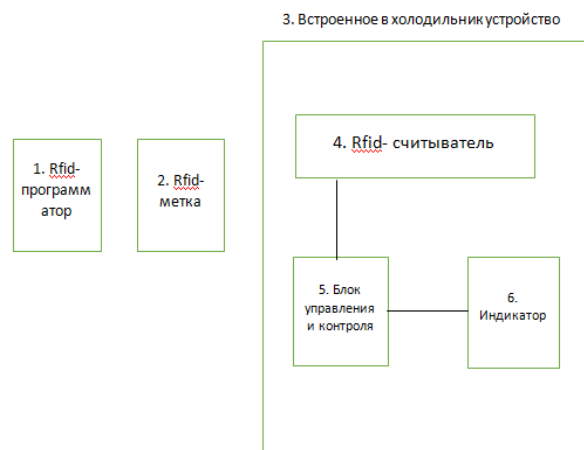 3. Встроенное в холодильник устройство
1. Rfid-
программ
атор
2. Rfid-
метка
4. Rfid- считыватель
5. Блок
управления
и контроля
6.
Индикатор